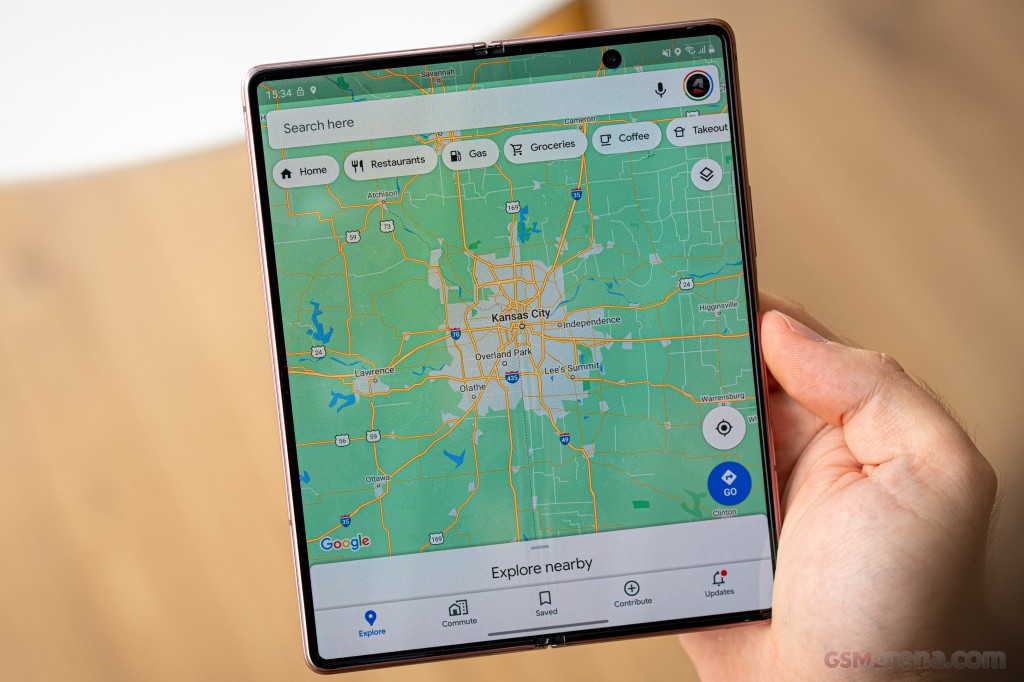 15:34
Savannah
Search here
Cameron
Home
Restaurants
Gas
Groceries
Coffee
Takeout
Atchison
169
35
59
73
24
Higginsville
Kansas City
Independence
70
24
Overland Park
Lawrence
435
Lee's Summit
Olathe
Warrensburg
56
59
49
Ottawa
GO
Clinton
35
Google
169
Explore nearby
Explore
Commute
Saved
Contribute
Updates
GSMarena.com